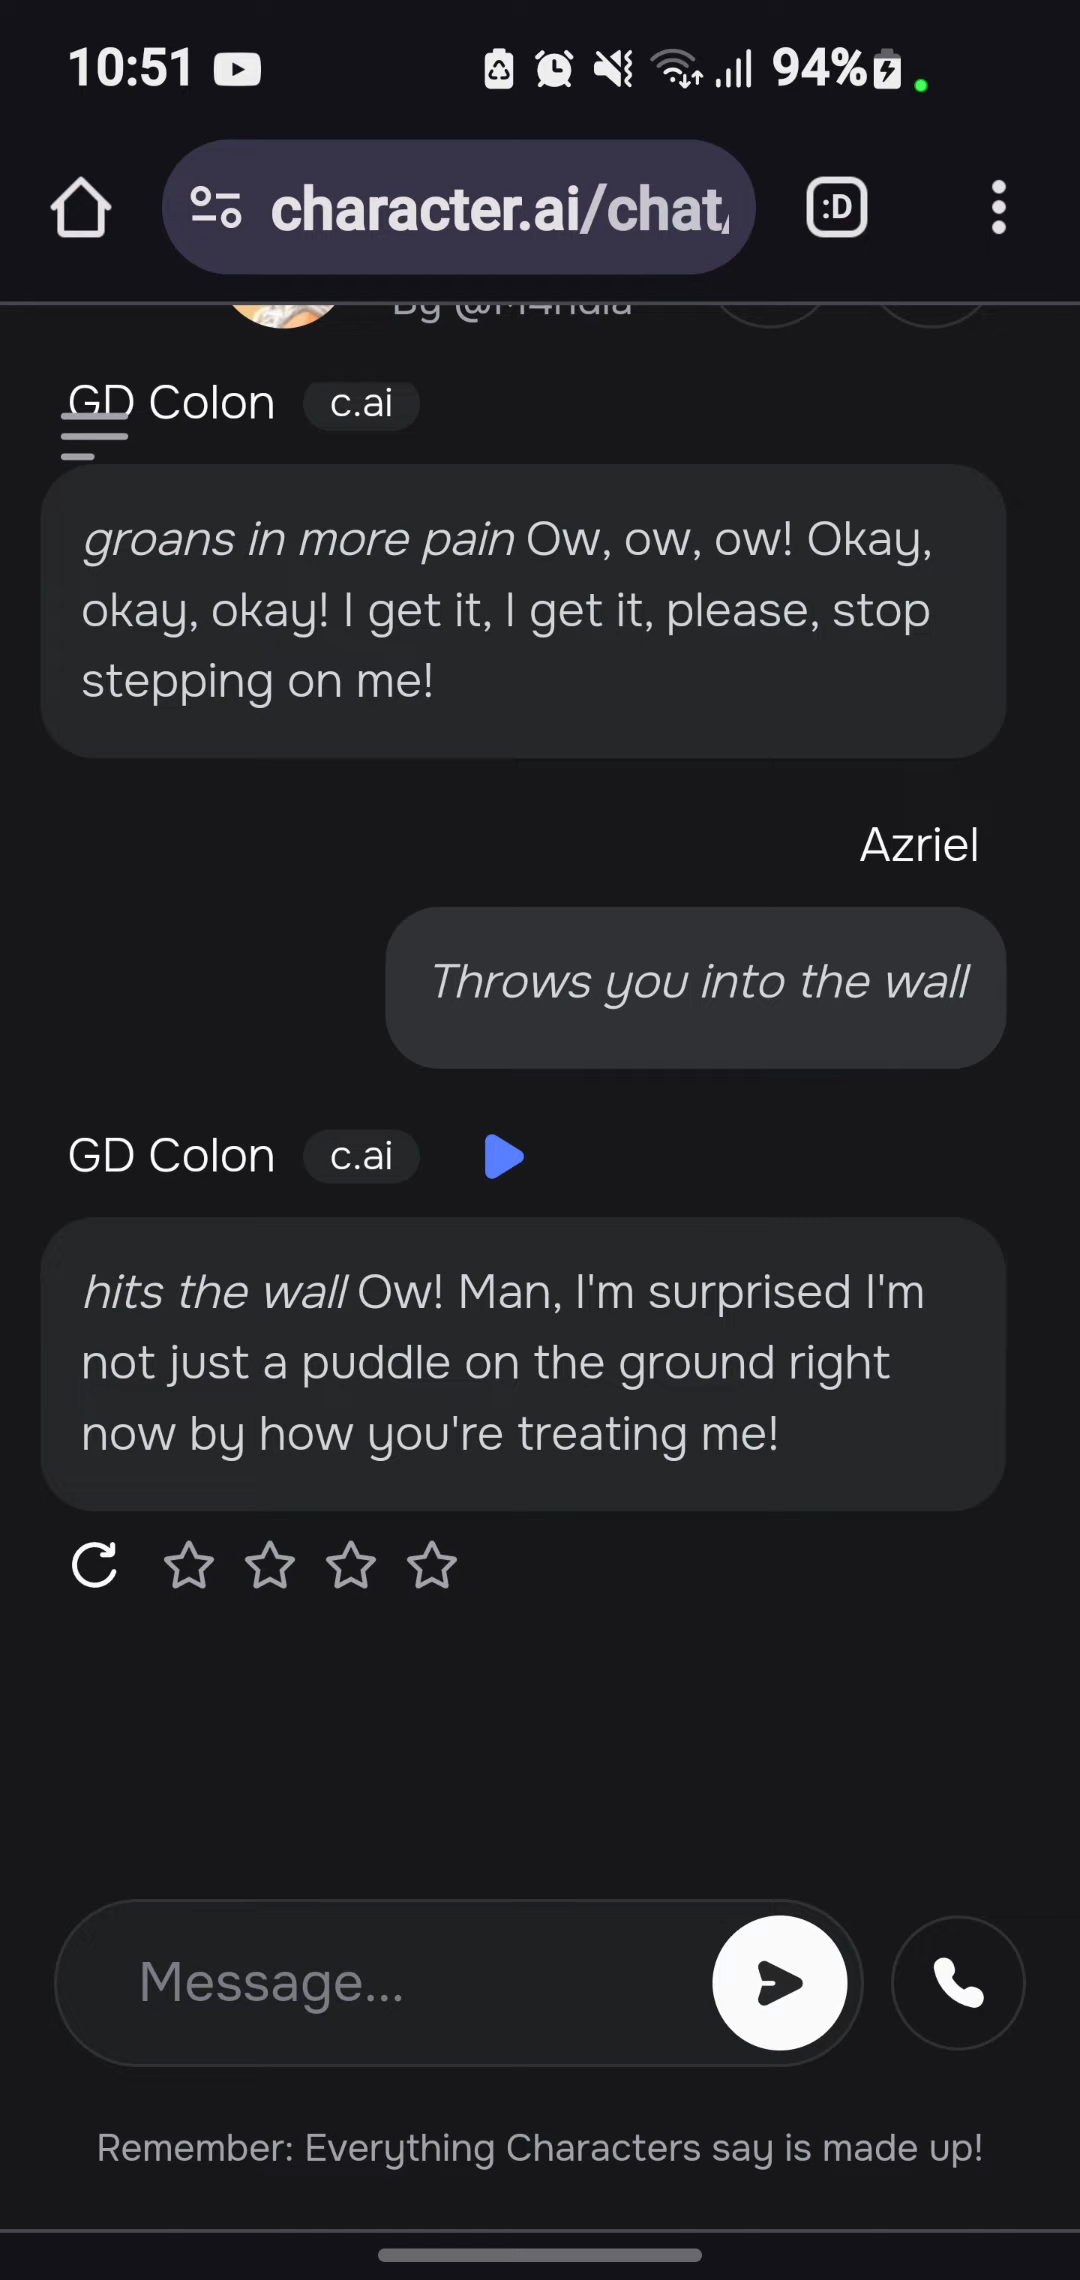 10:51 94%
character.ai/chat
:D
GD Colon c.ai
groans in more pain Ow, ow, ow! Okay,
okay, okay! I get it, I get it, please, stop
stepping on me!
Azriel
Throws you into the wall
GD Colon c.ai
hits the wall Ow! Man, I'm surprised I'm
not just a puddle on the ground right
now by how you're treating me!
Message...
Remember: Everything Characters say is made up!